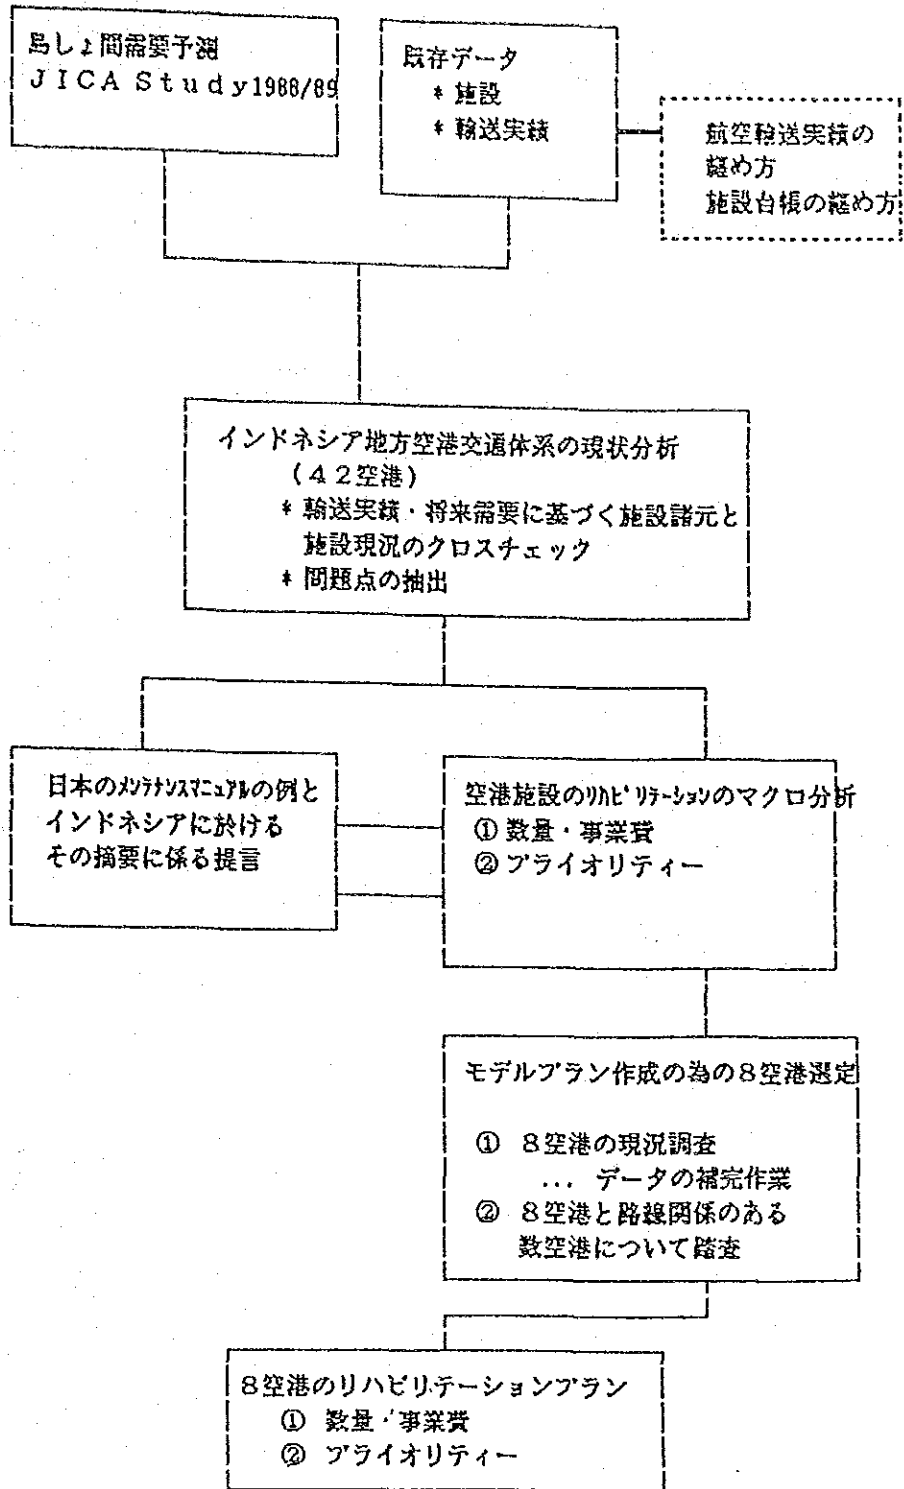 島しょ間需要予測
JICA Study1988/89
既存データ
* 施設
* 輸送実績
航空輸送実績の
纏め方
施設台帳の纏め方
インドネシア地方空港交通体系の現状分析
(42空港)
* 輸送実績・将来需要に基づく施設諸元と
施設現況のクロスチェック
* 問題点の抽出
日本のメンテナンスマニュアルの例と
インドネシアに於ける
その摘要に係る提言
空港施設のリハビリテーションのマクロ分析
① 数量・事業費
② プライオリティー
モデルプラン作成の為の8空港選定
① 8空港の現況調査
... データの補完作業
② 8空港と路線関係のある
数空港について踏査
8空港のリハビリテーションプラン
① 数量・事業費
② プライオリティー